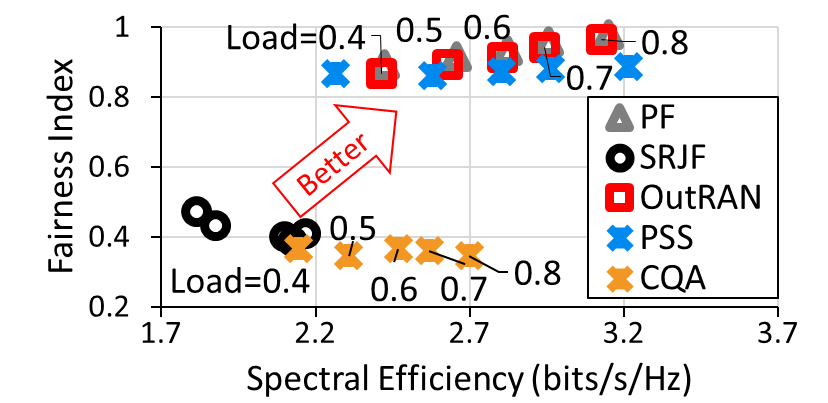 1
0.8
0.6
0.4
0.2
Fairness Index
Load=0.4
0.5
0.6
0.8
0.7
Better
PF
SRJF
OutRAN
PSS
CQA
0.5
Load=0.4
0.6
0.7
0.8
1.7
2.2
2.7
3.2
3.7
Spectral Efficiency (bits/s/Hz)